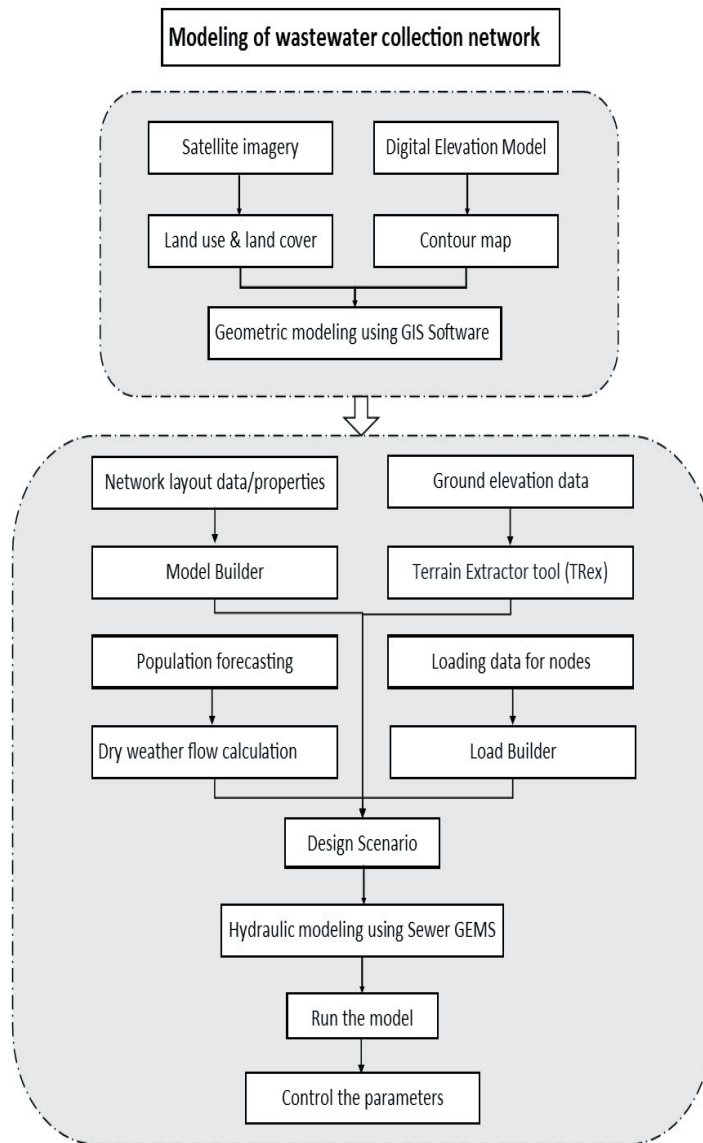 Modeling of wastewater collection network
Satellite imagery
Digital Elevation Model
Land use & land cover
Contour map
Geometric modeling using GIS Software
Network layout data/properties
Ground elevation data
Model Builder
Terrain Extractor tool (TRex)
Population forecasting
Loading data for nodes
Dry weather flow calculation
Load Builder
Design Scenario
Hydraulic modeling using Sewer GEMS
Run the model
Control the parameters